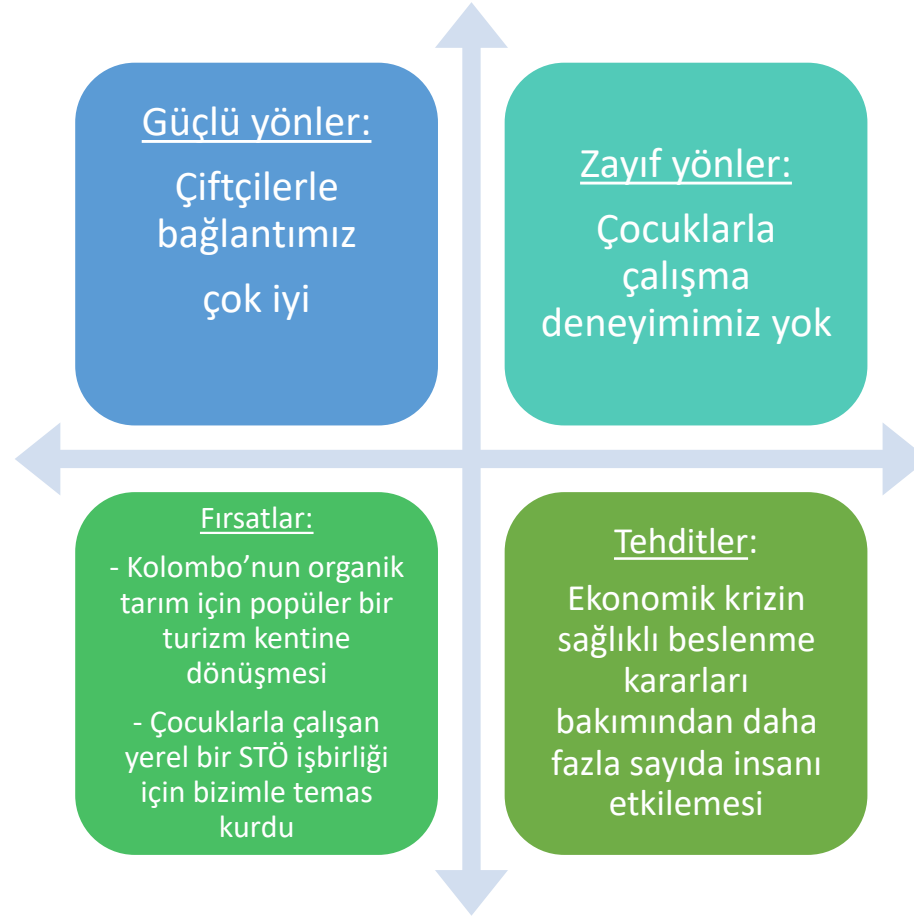 Güçlü yönler:
Çiftçilerle
bağlantımız
çok iyi
Zayıf yönler:
Çocuklarla
çalışma
deneyimimiz yok
Fırsatlar:
- Kolombo’nun organik
tarım için popüler bir
turizm kentine
dönüşmesi
- Çocuklarla çalışan
yerel bir STÖ işbirliği
için bizimle temas
kurdu
Tehditler:
Ekonomik krizin
sağlıklı beslenme
kararları
bakımından daha
fazla sayıda insanı
etkilemesi